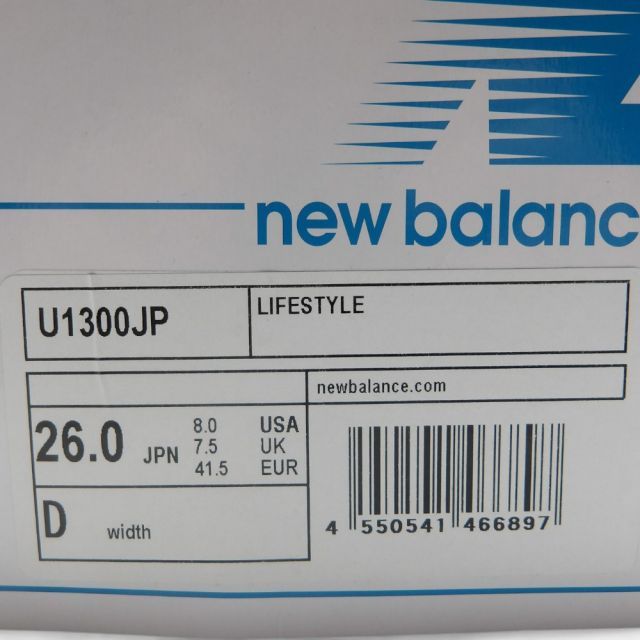 new balanc
U1300JP
LIFESTYLE
newbalance.com
26.0 JPN
8.0 USA
7.5 UK
41.5 EUR
D width
4 550541 466897